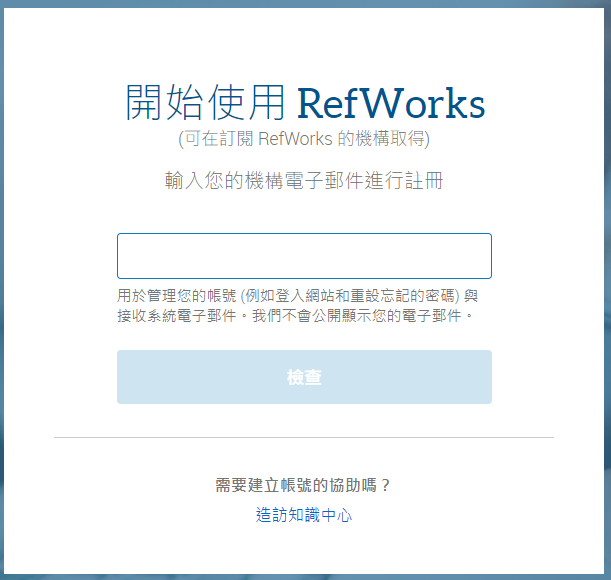 開始使用 RefWorks
(可在訂閱 RefWorks 的機構取得)
輸入您的機構電子郵件進行註冊
用於管理您的帳號 (例如登入網站和重設忘記的密碼) 與
接收系統電子郵件。我們不會公開顯示您的電子郵件。
檢查
需要建立帳號的協助嗎？
造訪知識中心